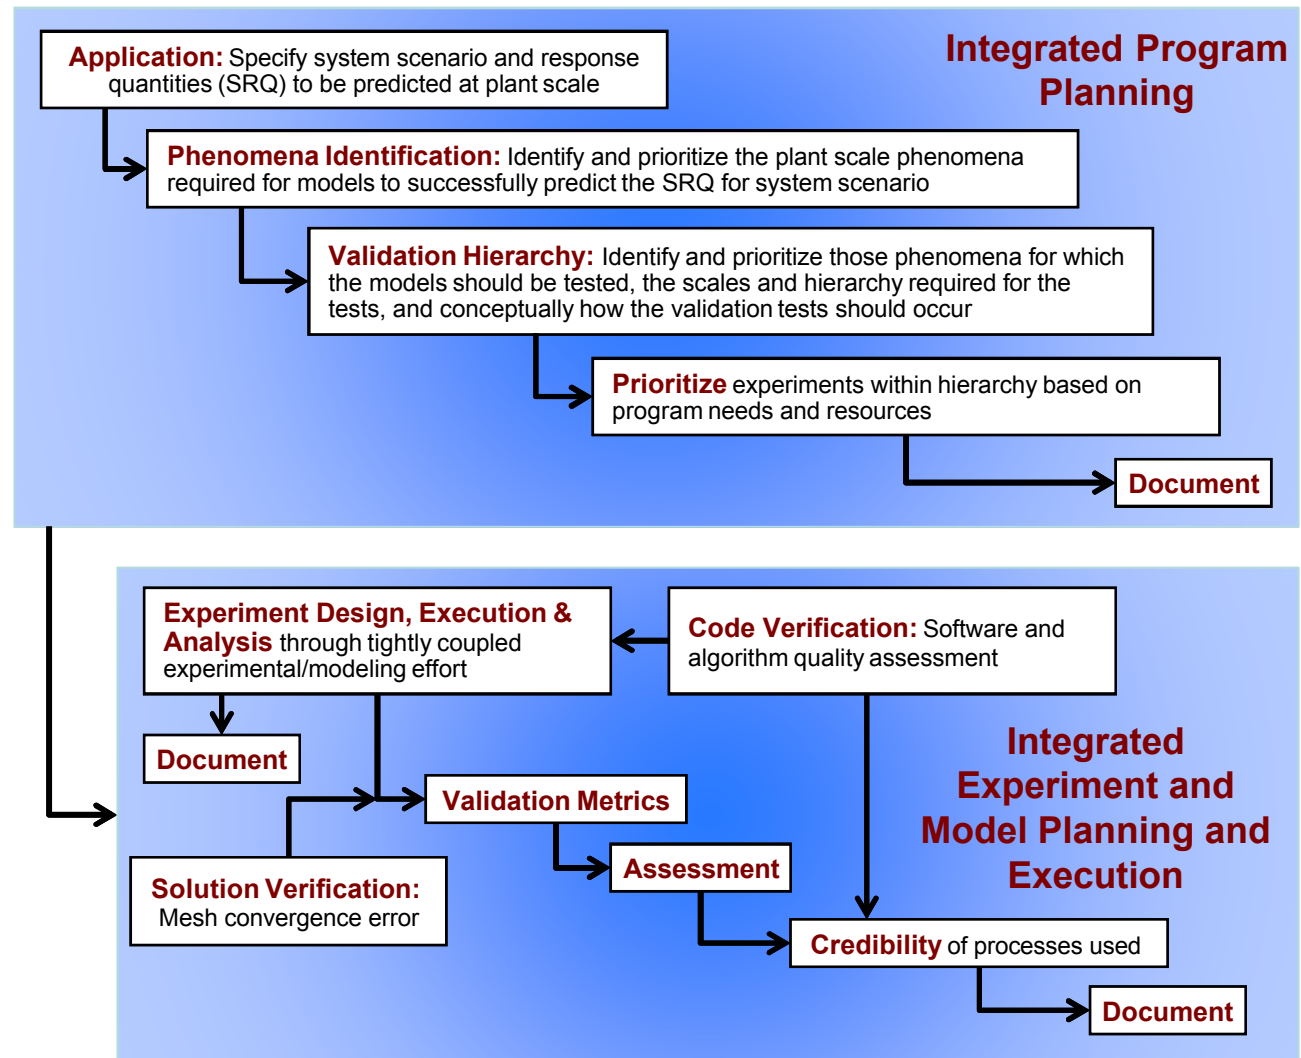 Integrated Program
Planning
Application: Specify system scenario and response
quantities (SRQ) to be predicted at plant scale
Phenomena Identification: Identify and prioritize the plant scale phenomena
required for models to successfully predict the SRQ for system scenario
Validation Hierarchy: Identify and prioritize those phenomena for which
the models should be tested, the scales and hierarchy required for the
tests, and conceptually how the validation tests should occur
Prioritize experiments within hierarchy based on
program needs and resources
Document
Experiment Design, Execution &
Analysis through tightly coupled
experimental/modeling effort
Code Verification: Software and
algorithm quality assessment
Document
Integrated
Experiment and
Model Planning and
Execution
Validation Metrics
Solution Verification:
Mesh convergence error
Assessment
Credibility of processes used
Document